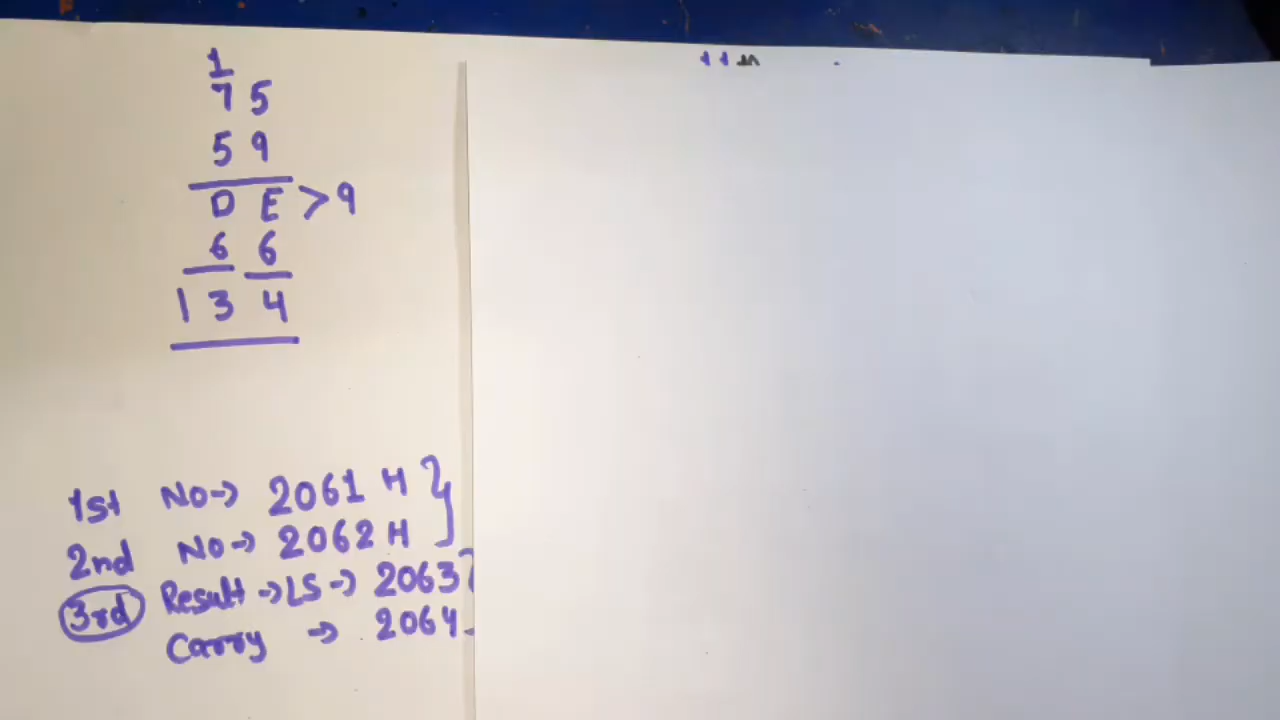 1
7 5
5 9
D E > 9
6 6
1 3 4
1st No → 2061 H
2nd No → 2062 H
3rd Result → LS → 2063
Carry → 2064